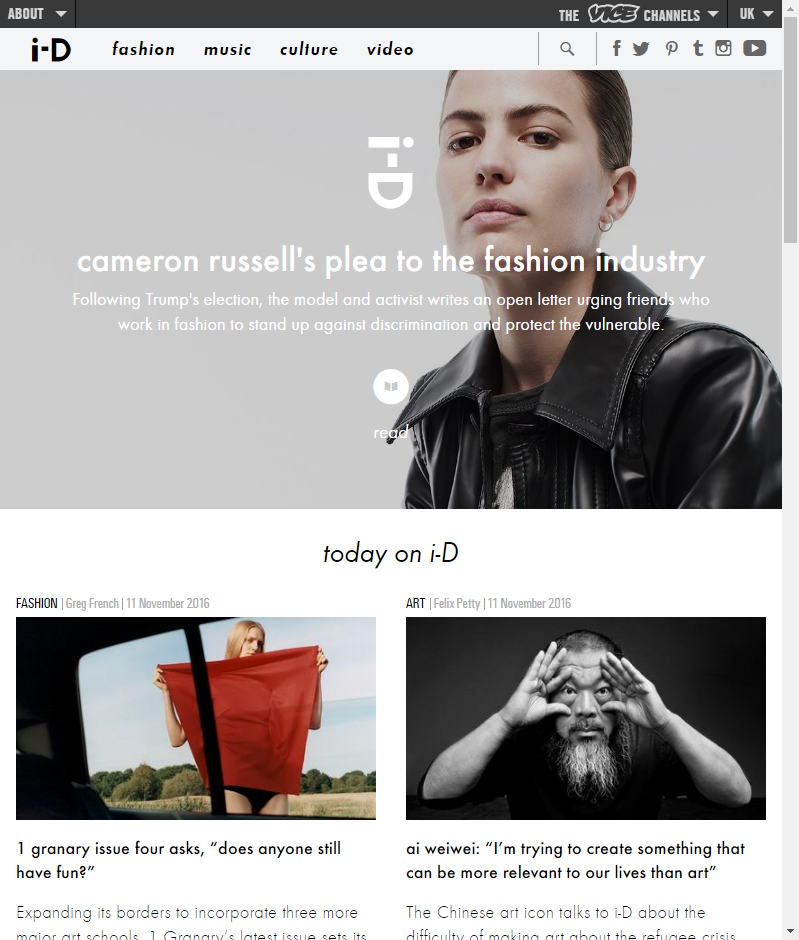 ABOUT
THE VICE CHANNELS
UK
i-D
fashion music culture video
i-D
cameron russell's plea to the fashion industry
Following Trump's election, the model and activist writes an open letter urging friends who
work in fashion to stand up against discrimination and protect the vulnerable.
read
today on i-D
FASHION | Greg French | 11 November 2016
1 granary issue four asks, “does anyone still
have fun?”
Expanding its borders to incorporate three more
major art schools, 1 Granary’s latest issue sets its
ART | Felix Petty | 11 November 2016
ai weiwei: “I’m trying to create something that
can be more relevant to our lives than art”
The Chinese art icon talks to i-D about the
difficulty of making art about the refugee crisis